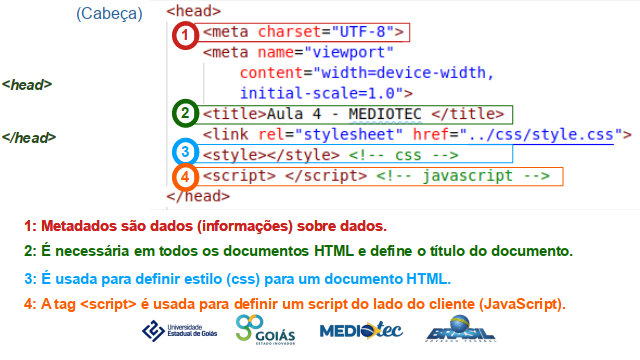 (Cabeça)
<head>
1 <meta charset="UTF-8">
<meta name="viewport"
content="width=device-width,
<head>
initial-scale=1.0">
2 <title>Aula 4 - MEDIOTEC </title>
</head>
<link rel="stylesheet" href="../css/style.css">
3 <style></style> <!-- css -->
4 <script> </script> <!-- javascript -->
</head>
1: Metadados são dados (informações) sobre dados.
2: É necessária em todos os documentos HTML e define o título do documento.
3: É usada para definir estilo (css) para um documento HTML.
4: A tag <script> é usada para definir um script do lado do cliente (JavaScript).
Universidade
Estadual de Goiás
GOIÁS
ESTADO INOVADOR
MEDIOtec
BRASIL
GOVERNO FEDERAL